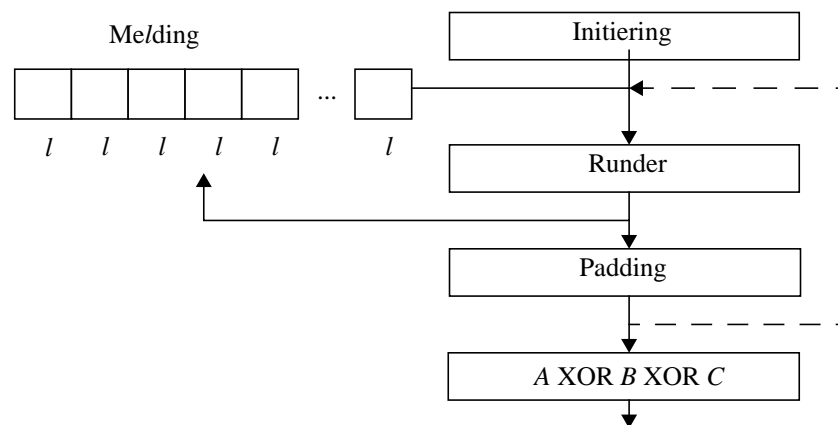 Melding
Initiering
...
l l l l l l
Runder
Padding
A XOR B XOR C